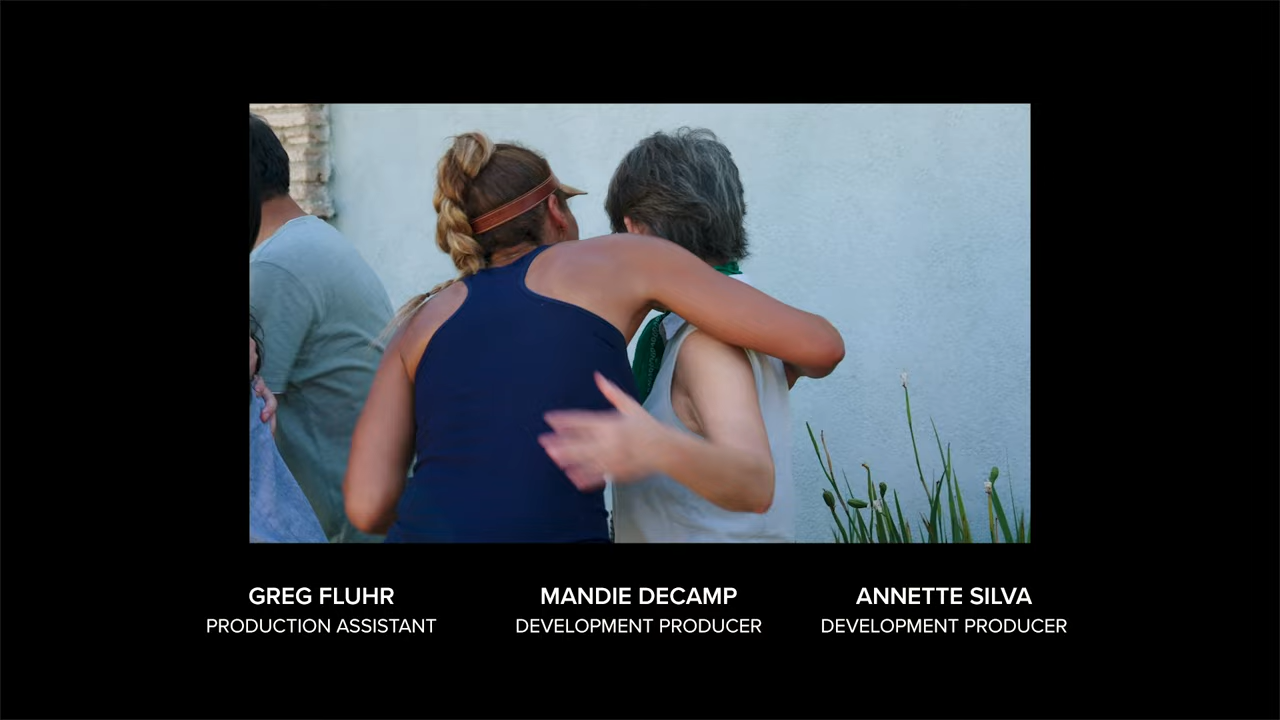 GREG FLUHR
PRODUCTION ASSISTANT
MANDIE DECAMP
DEVELOPMENT PRODUCER
ANNETTE SILVA
DEVELOPMENT PRODUCER